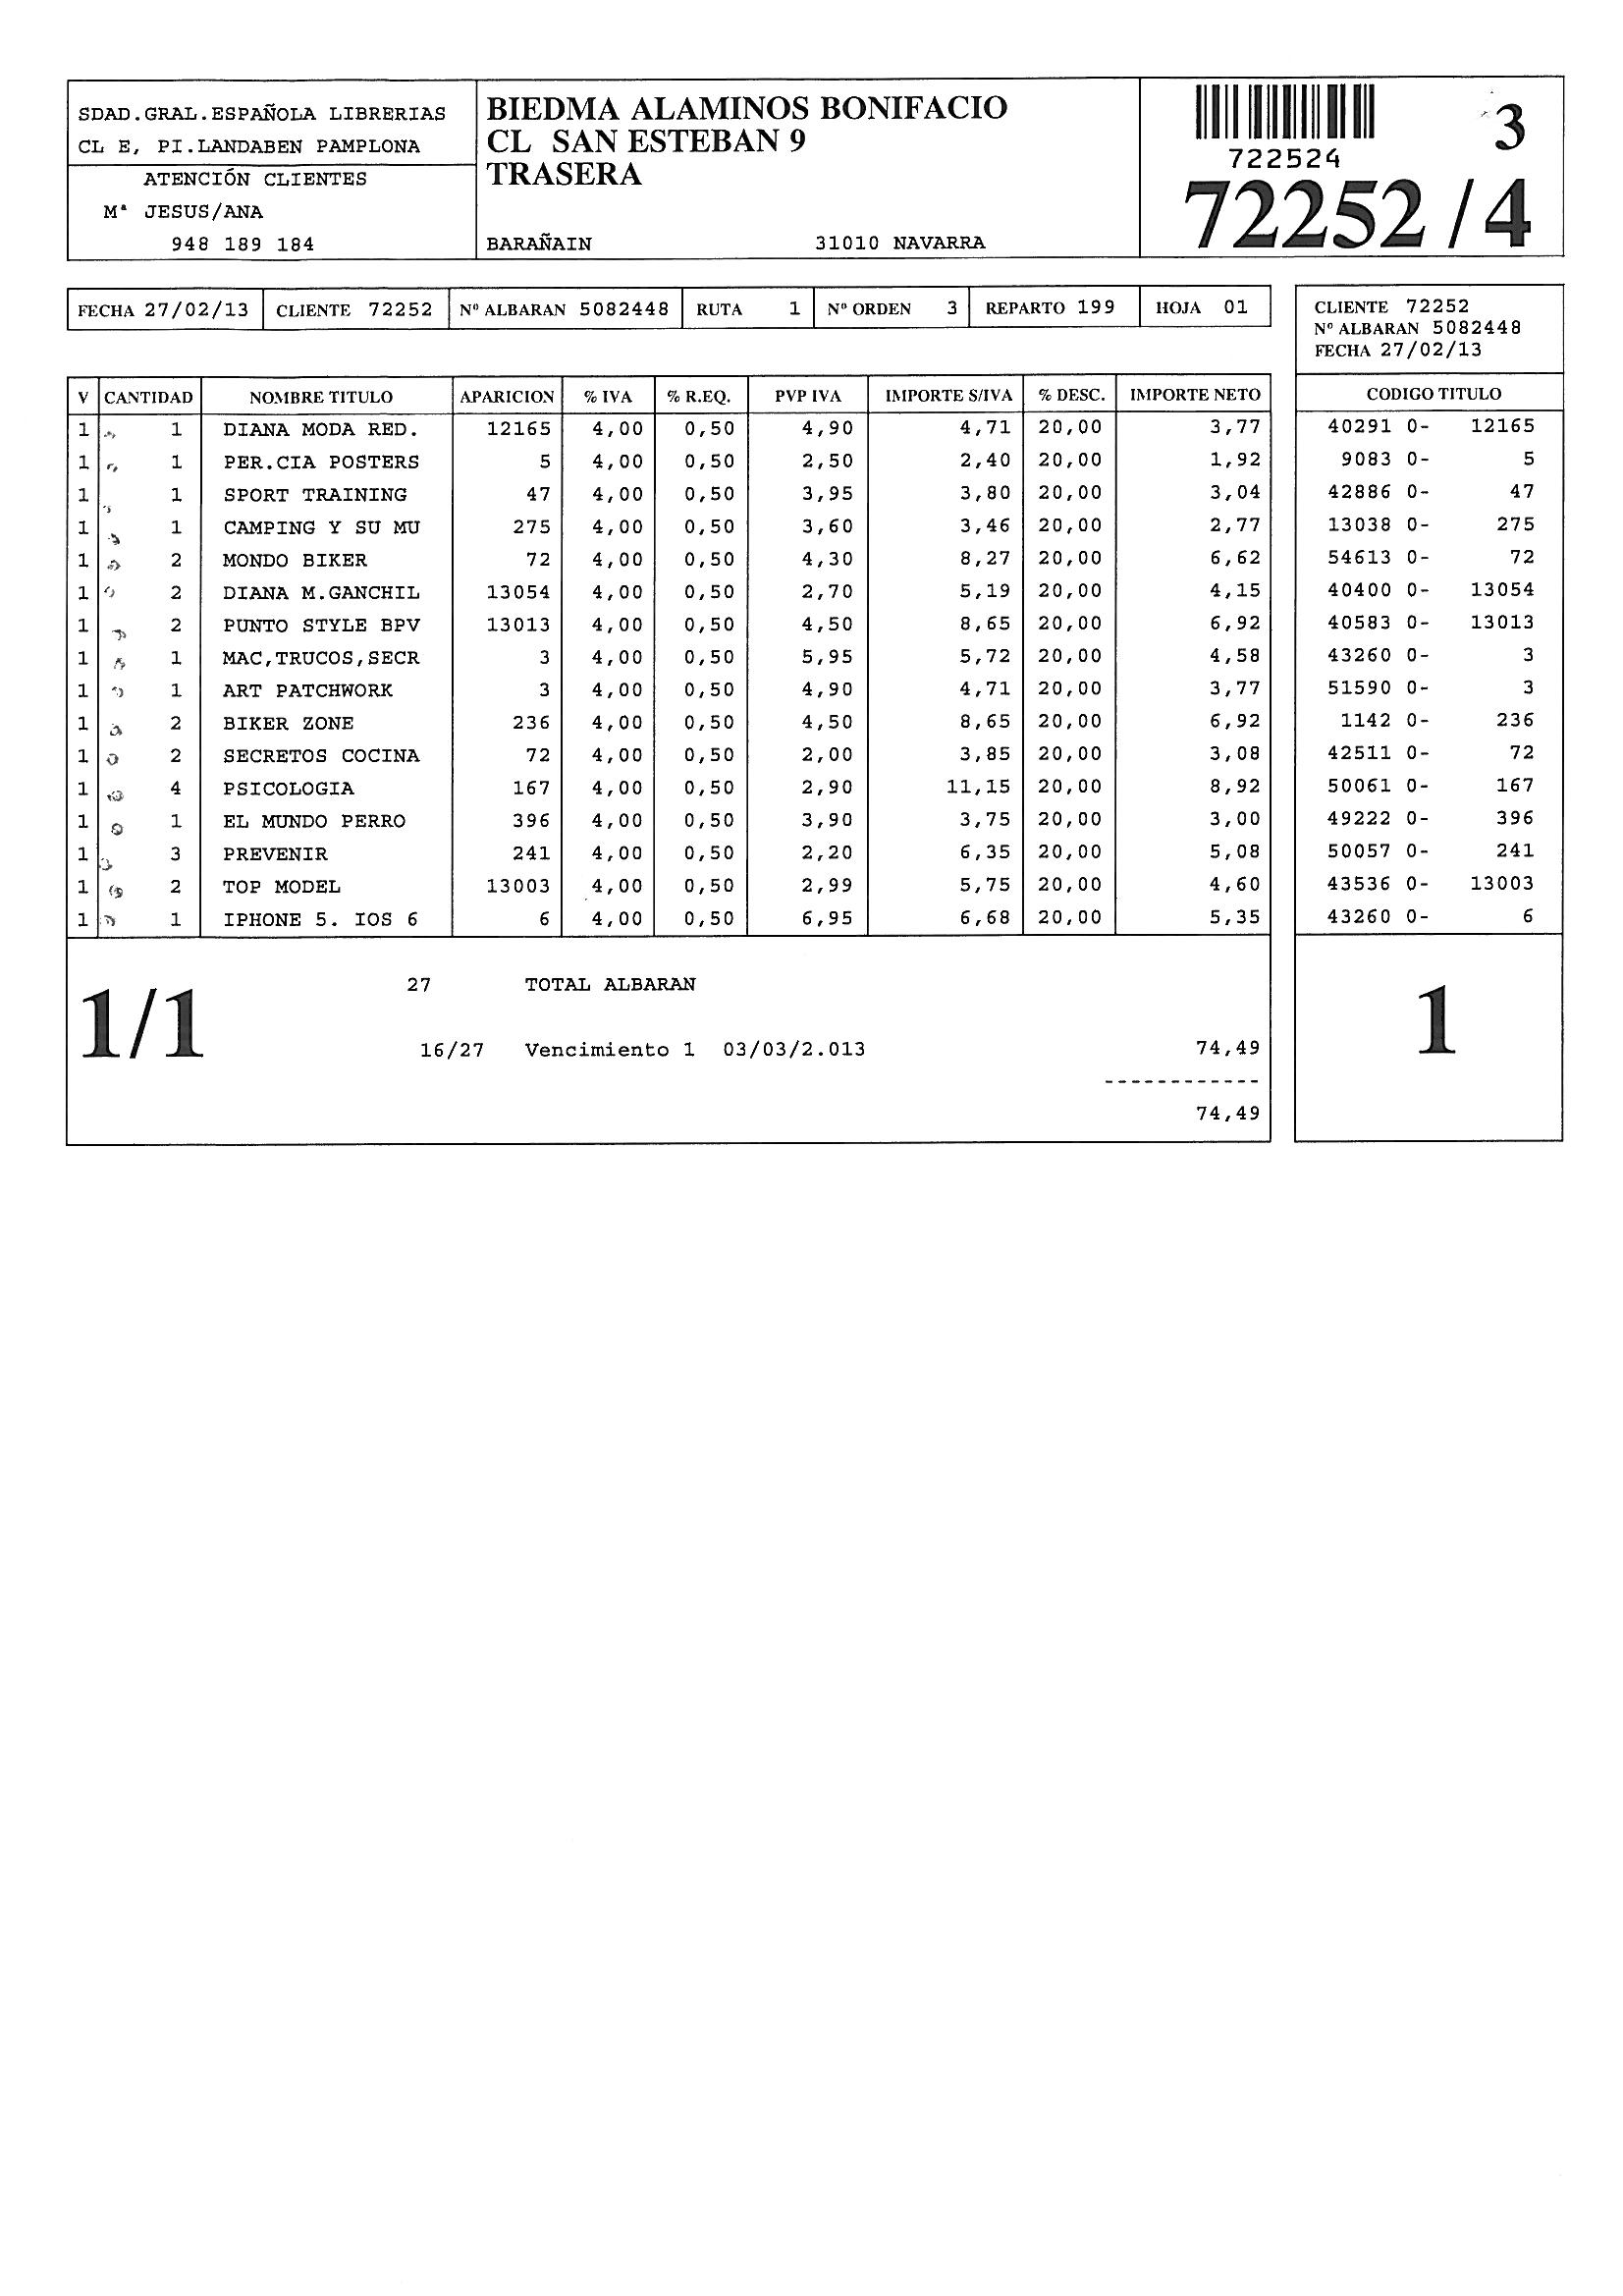 SDAD.GRAL.ESPAÑOLA LIBRERIAS
CL E, PI.LANDABEN PAMPLONA
ATENCIÓN CLIENTES
Mª JESUS/ANA
948 189 184
BIEDMA ALAMINOS BONIFACIO
CL SAN ESTEBAN 9
TRASERA
BARAÑAIN 31010 NAVARRA
3
722524
72252/4
FECHA 27/02/13 CLIENTE 72252 Nº ALBARAN 5082448 RUTA 1 Nº ORDEN 3 REPARTO 199 HOJA 01
CLIENTE 72252
Nº ALBARAN 5082448
FECHA 27/02/13
V CANTIDAD NOMBRE TITULO APARICION % IVA % R.EQ. PVP IVA IMPORTE S/IVA % DESC. IMPORTE NETO CODIGO TITULO
1 1 DIANA MODA RED. 12165 4,00 0,50 4,90 4,71 20,00 3,77 40291 0- 12165
1 1 PER.CIA POSTERS 5 4,00 0,50 2,50 2,40 20,00 1,92 9083 0- 5
1 1 SPORT TRAINING 47 4,00 0,50 3,95 3,80 20,00 3,04 42886 0- 47
1 1 CAMPING Y SU MU 275 4,00 0,50 3,60 3,46 20,00 2,77 13038 0- 275
1 2 MONDO BIKER 72 4,00 0,50 4,30 8,27 20,00 6,62 54613 0- 72
1 2 DIANA M.GANCHIL 13054 4,00 0,50 2,70 5,19 20,00 4,15 40400 0- 13054
1 2 PUNTO STYLE BPV 13013 4,00 0,50 4,50 8,65 20,00 6,92 40583 0- 13013
1 1 MAC,TRUCOS,SECR 3 4,00 0,50 5,95 5,72 20,00 4,58 43260 0- 3
1 1 ART PATCHWORK 3 4,00 0,50 4,90 4,71 20,00 3,77 51590 0- 3
1 2 BIKER ZONE 236 4,00 0,50 4,50 8,65 20,00 6,92 1142 0- 236
1 2 SECRETOS COCINA 72 4,00 0,50 2,00 3,85 20,00 3,08 42511 0- 72
1 4 PSICOLOGIA 167 4,00 0,50 2,90 11,15 20,00 8,92 50061 0- 167
1 1 EL MUNDO PERRO 396 4,00 0,50 3,90 3,75 20,00 3,00 49222 0- 396
1 3 PREVENIR 241 4,00 0,50 2,20 6,35 20,00 5,08 50057 0- 241
1 2 TOP MODEL 13003 4,00 0,50 2,99 5,75 20,00 4,60 43536 0- 13003
1 1 IPHONE 5. IOS 6 6 4,00 0,50 6,95 6,68 20,00 5,35 43260 0- 6
27 TOTAL ALBARAN
1/1 1
16/27 Vencimiento 1 03/03/2.013 74,49
------------
74,49